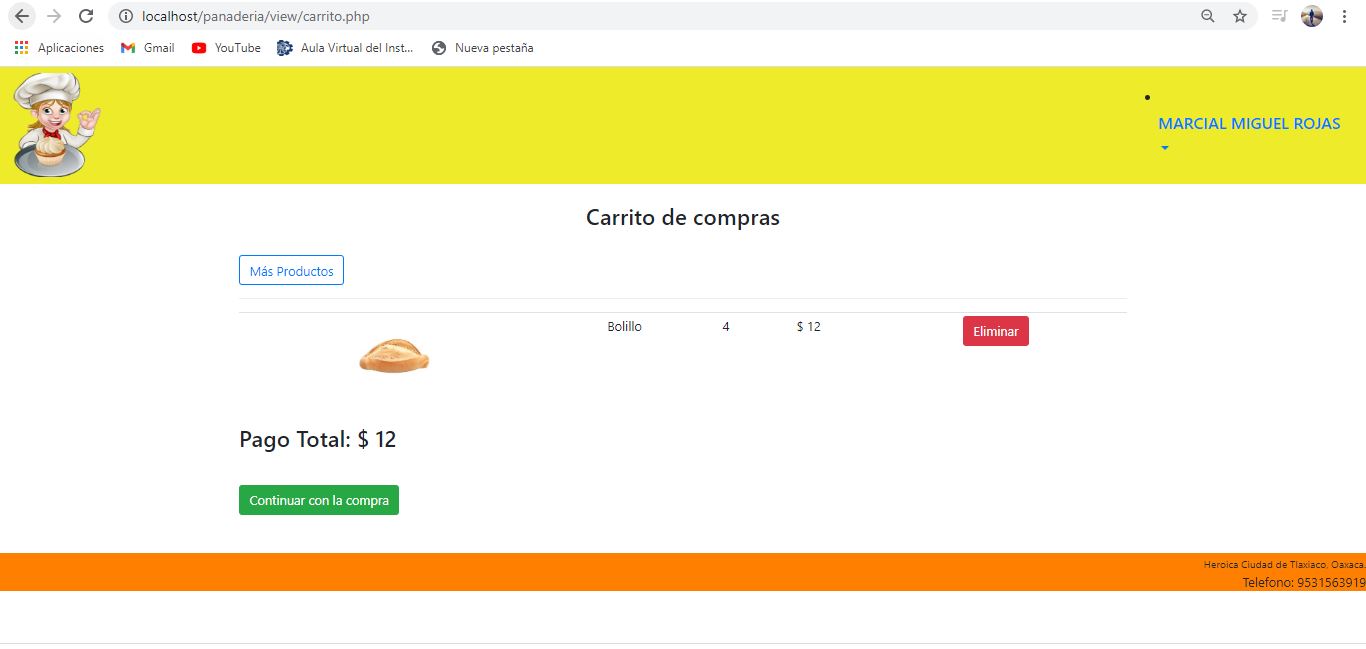 localhost/panaderia/view/carrito.php
Aplicaciones Gmail YouTube Aula Virtual del Inst... Nueva pestaña
MARCIAL MIGUEL ROJAS
Carrito de compras
Más Productos
Bolillo 4 $ 12 Eliminar
Pago Total: $ 12
Continuar con la compra
Heroica Ciudad de Tlaxiaco, Oaxaca.
Telefono: 9531563919